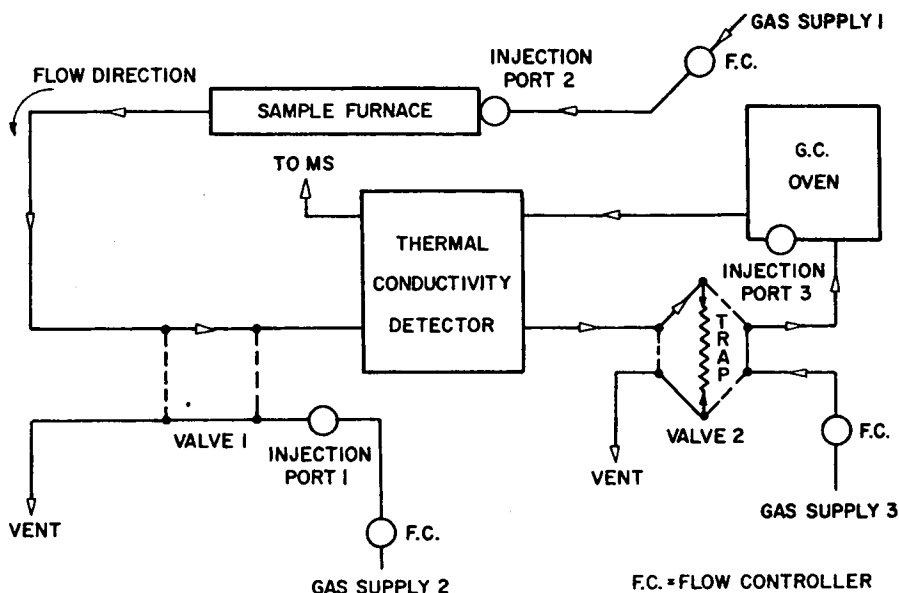 GAS SUPPLY 1
F.C.
INJECTION
PORT 2
FLOW DIRECTION
SAMPLE FURNACE
G.C.
OVEN
TO MS
THERMAL
CONDUCTIVITY
DETECTOR
INJECTION
PORT 3
TRAP
VALVE 1
INJECTION
PORT 1
VALVE 2
F.C.
VENT
VENT
F.C.
GAS SUPPLY 3
GAS SUPPLY 2
F.C. = FLOW CONTROLLER